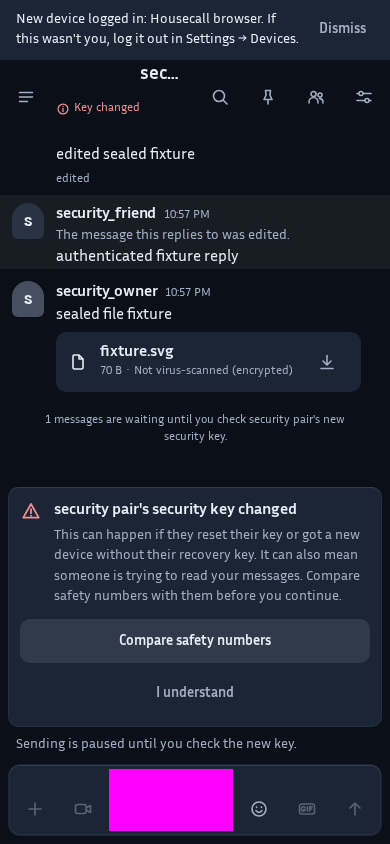 New device logged in: Housecall browser. If
this wasn't you, log it out in Settings → Devices.
Dismiss
sec...
Key changed
edited sealed fixture
edited
S
security_friend 10:57 PM
The message this replies to was edited.
authenticated fixture reply
S
security_owner 10:57 PM
sealed file fixture
fixture.svg
70 B · Not virus-scanned (encrypted)
1 messages are waiting until you check security pair's new
security key.
security pair's security key changed
This can happen if they reset their key or got a new
device without their recovery key. It can also mean
someone is trying to read your messages. Compare
safety numbers with them before you continue.
Compare safety numbers
I understand
Sending is paused until you check the new key.
GIF